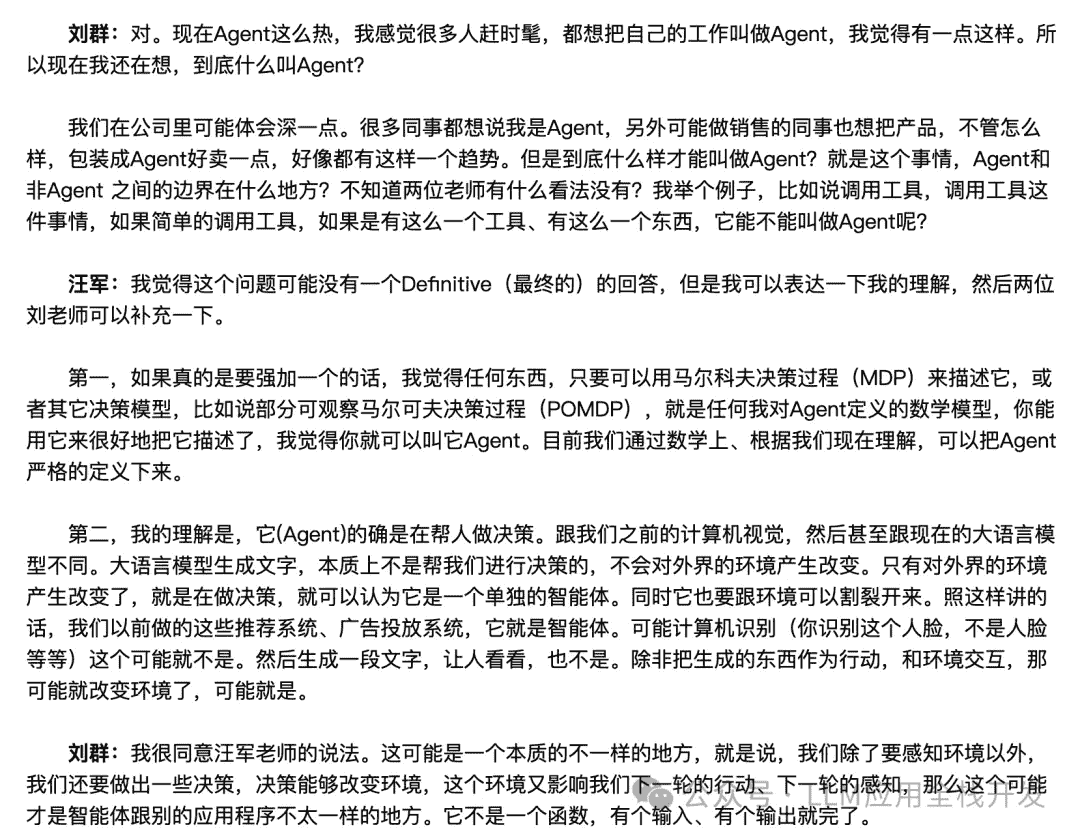 刘群：对。现在Agent这么热，我感觉很多人赶时髦，都想把自己的工作叫做Agent，我觉得有一点这样。所
以现在我还在想，到底什么叫Agent？
我们在公司里可能体会深一点。很多同事都想说我是Agent，另外可能做销售的同事也想把产品，不管怎么
样，包装成Agent好卖一点，好像都有这样一个趋势。但是到底什么样才能叫做Agent？就是这个事情，Agent和
非Agent 之间的边界在什么地方？不知道两位老师有什么看法没有？我举个例子，比如说调用工具，调用工具这
件事情，如果简单的调用工具，如果是有这么一个工具、有这么一个东西，它能不能叫做Agent呢？
汪军：我觉得这个问题可能没有一个Definitive（最终的）的回答，但是我可以表达一下我的理解，然后两位
刘老师可以补充一下。
第一，如果真的是要强加一个的话，我觉得任何东西，只要可以用马尔科夫决策过程（MDP）来描述它，或
者其它决策模型，比如说部分可观察马尔可夫决策过程（POMDP），就是任何我对Agent定义的数学模型，你能
用它来很好地把它描述了，我觉得你就可以叫它Agent。目前我们通过数学上、根据我们现在理解，可以把Agent
严格的定义下来。
第二，我的理解是，它(Agent)的确是在帮人做决策。跟我们之前的计算机视觉，然后甚至跟现在的大语言模
型不同。大语言模型生成文字，本质上不是帮我们进行决策的，不会对外界的环境产生改变。只有对外界的环境
产生改变了，就是在做决策，就可以认为它是一个单独的智能体。同时它也要跟环境可以割裂开来。照这样讲的
话，我们以前做的这些推荐系统、广告投放系统，它就是智能体。可能计算机识别（你识别这个人脸，不是人脸
等等）这个可能就不是。然后生成一段文字，让人看看，也不是。除非把生成的东西作为行动，和环境交互，那
可能就改变环境了，可能就是。
刘群：我很同意汪军老师的说法。这可能是一个本质的不一样的地方，就是说，我们除了要感知环境以外，
我们还要做出一些决策，决策能够改变环境，这个环境又影响我们下一轮的行动、下一轮的感知，那么这个可能
才是智能体跟别的应用程序不太一样的地方。它不是一个函数，有个输入、有个输出就完了。
公众号·LLM应用全栈开发